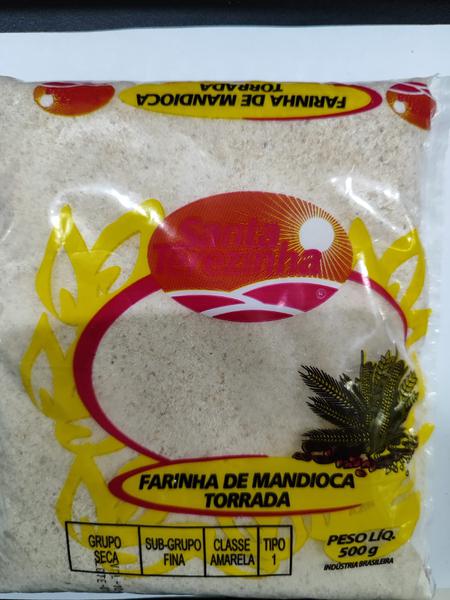 FARINHA DE MANDIOCA
TORRADA
Santa
Terezinha
®
FARINHA DE MANDIOCA
TORRADA
GRUPO
SECA
SUB-GRUPO
FINA
CLASSE
AMARELA
TIPO
1
PESO LÍQ.
500 g
INDÚSTRIA BRASILEIRA